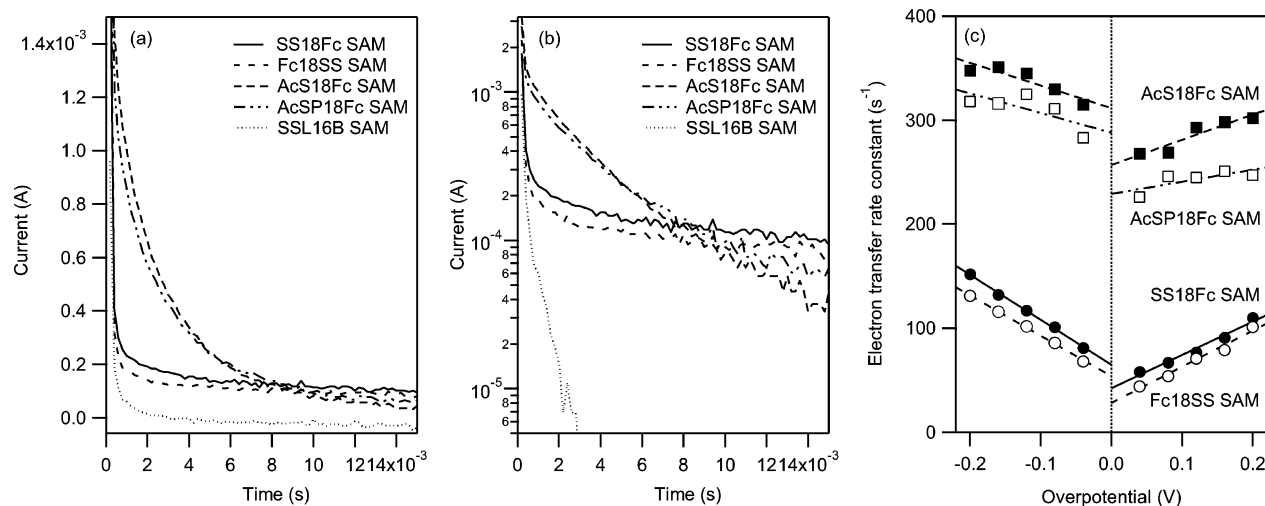 (a)
SS18Fc SAM
Fc18SS SAM
AcS18Fc SAM
AcSP18Fc SAM
SSL16B SAM
1.4x10-3
1.2
1.0
0.8
0.6
0.4
0.2
0.0
Current (A)
0 2 4 6 8 10 1214x10-3
Time (s)
(b)
SS18Fc SAM
Fc18SS SAM
AcS18Fc SAM
AcSP18Fc SAM
SSL16B SAM
2
10-3
8
6
4
2
10-4
8
6
4
2
10-5
8
6
Current (A)
0 2 4 6 8 10 1214x10-3
Time (s)
(c)
400
300
200
100
0
Electron transfer rate constant (s-1)
AcS18Fc SAM
AcSP18Fc SAM
SS18Fc SAM
Fc18SS SAM
-0.2 -0.1 0.0 0.1 0.2
Overpotential (V)